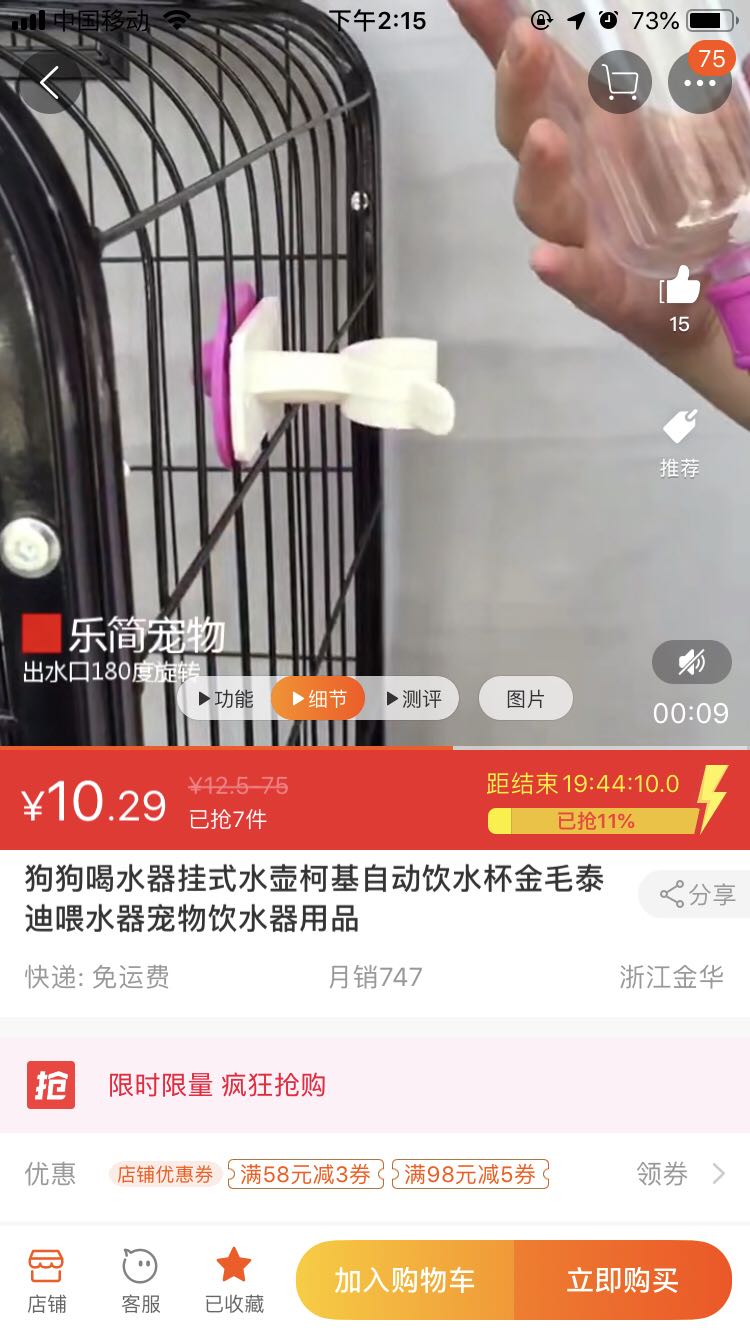 中国移动
下午2:15
73%
75
15
推荐
乐简宠物
出水口180度旋转
功能
细节
测评
图片
00:09
¥10.29
¥12.5-75
已抢7件
距结束19:44:10.0
已抢11%
狗狗喝水器挂式水壶柯基自动饮水杯金毛泰
迪喂水器宠物饮水器用品
分享
快递: 免运费
月销747
浙江金华
抢
限时限量 疯狂抢购
优惠
店铺优惠券
满58元减3券
满98元减5券
领券
店铺
客服
已收藏
加入购物车
立即购买